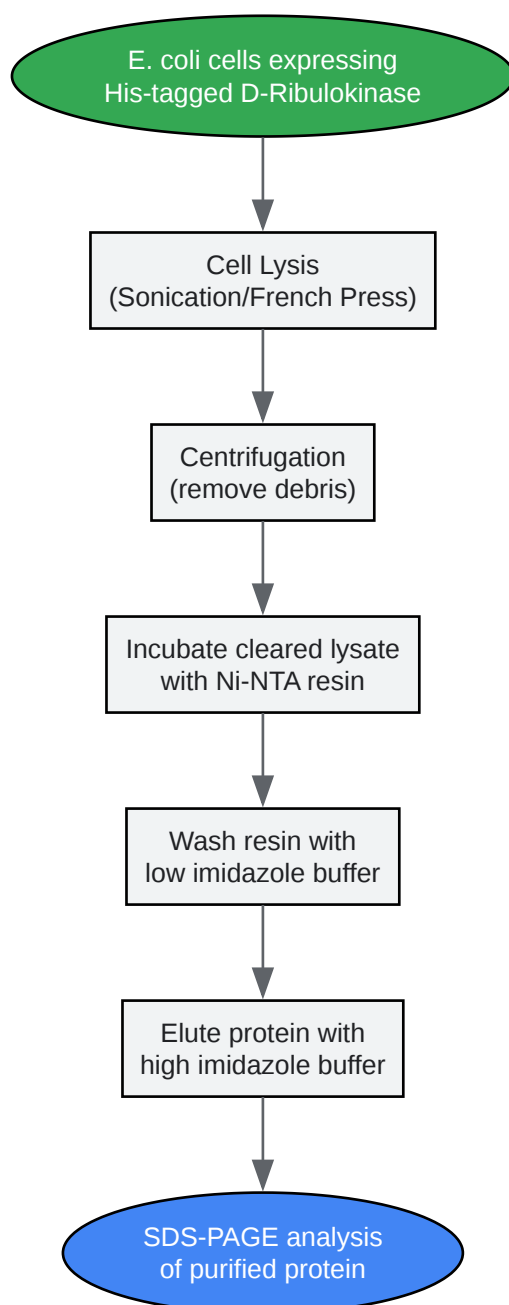 E. coli cells expressing
His-tagged D-Ribulokinase
Cell Lysis
(Sonication/French Press)
Centrifugation
(remove debris)
Incubate cleared lysate
with Ni-NTA resin
Wash resin with
low imidazole buffer
Elute protein with
high imidazole buffer
SDS-PAGE analysis
of purified protein